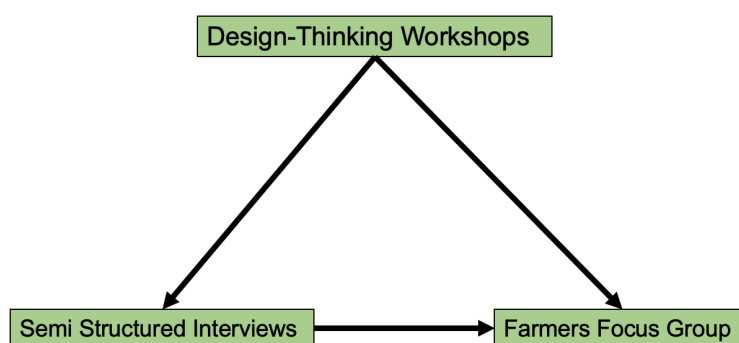 Design-Thinking Workshops
Semi Structured Interviews
Farmers Focus Group